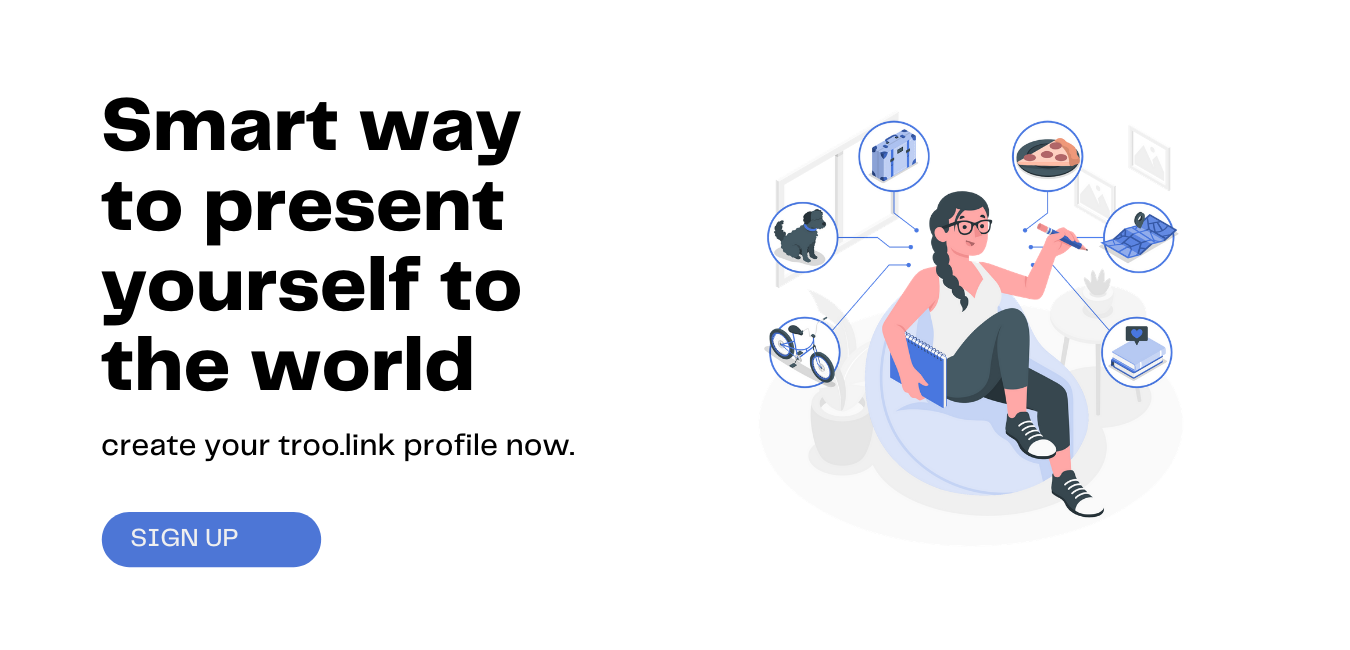 Smart way
to present
yourself to
the world
create your troo.link profile now.
SIGN UP